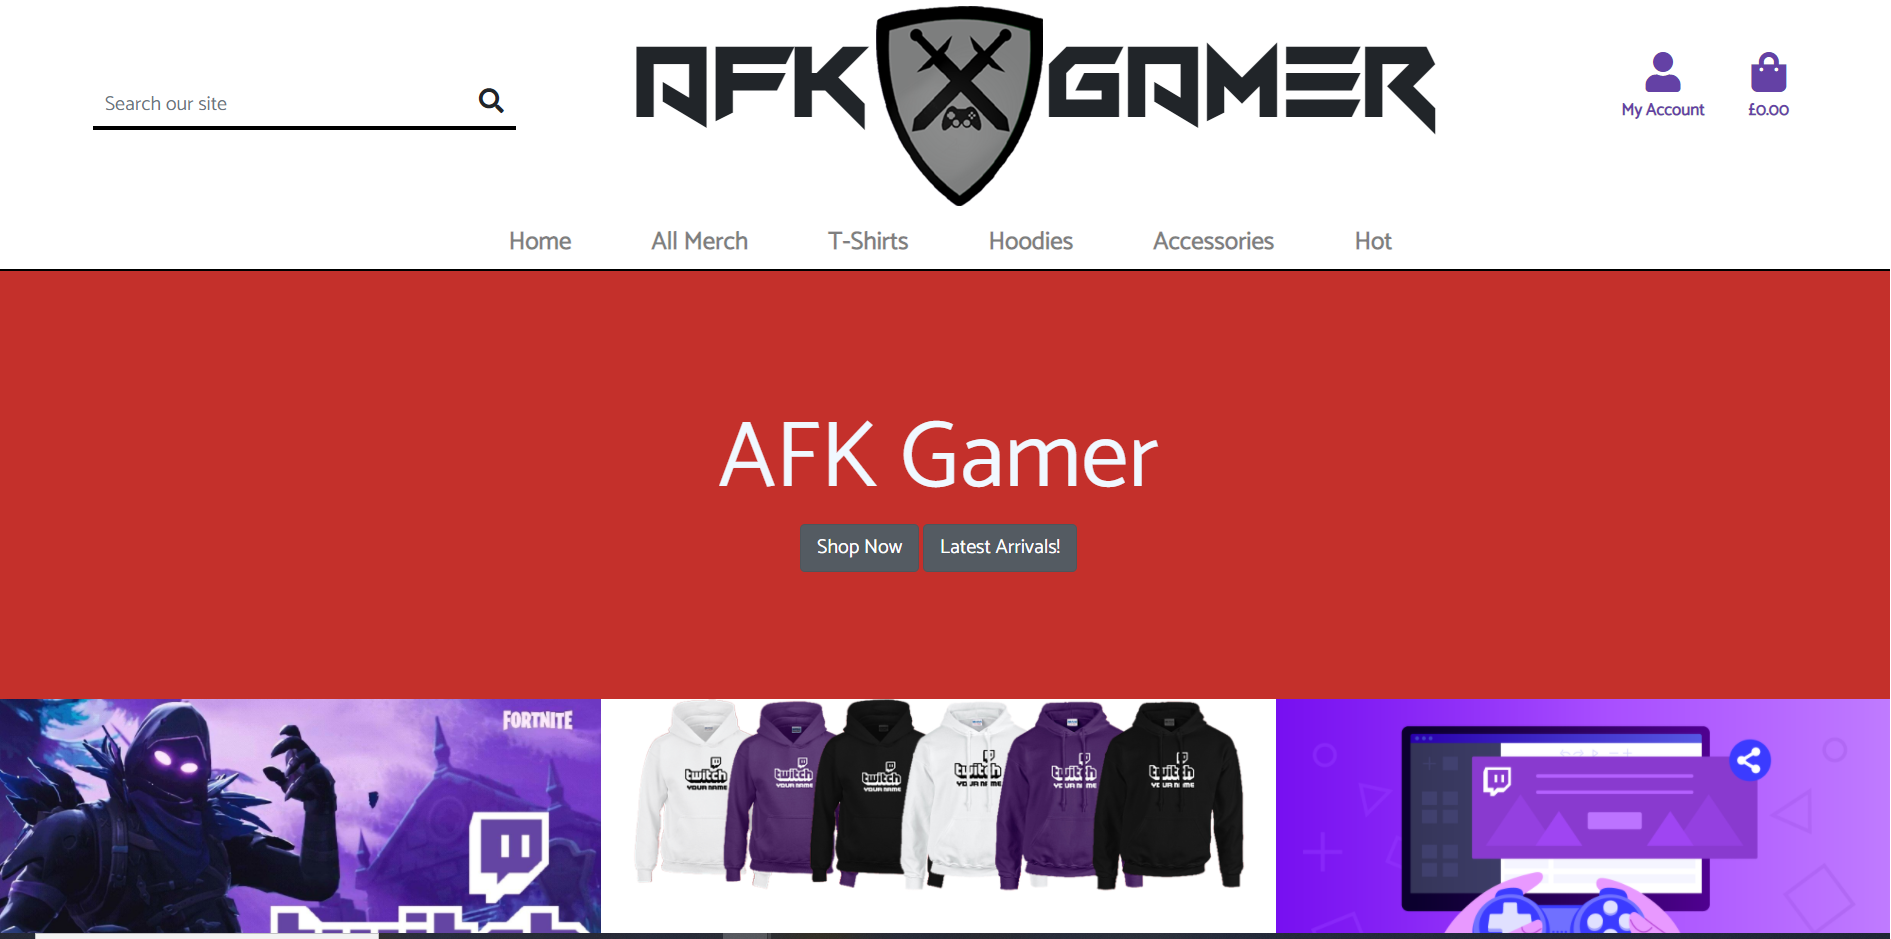 AFK GAMER
Search our site
My Account
£0.00
Home All Merch T-Shirts Hoodies Accessories Hot
AFK Gamer
Shop Now Latest Arrivals!
FORTNITE
twitch
twitch
YOUR NAME
twitch
YOUR NAME
twitch
YOUR NAME
twitch
YOUR NAME
twitch
YOUR NAME
twitch
YOUR NAME